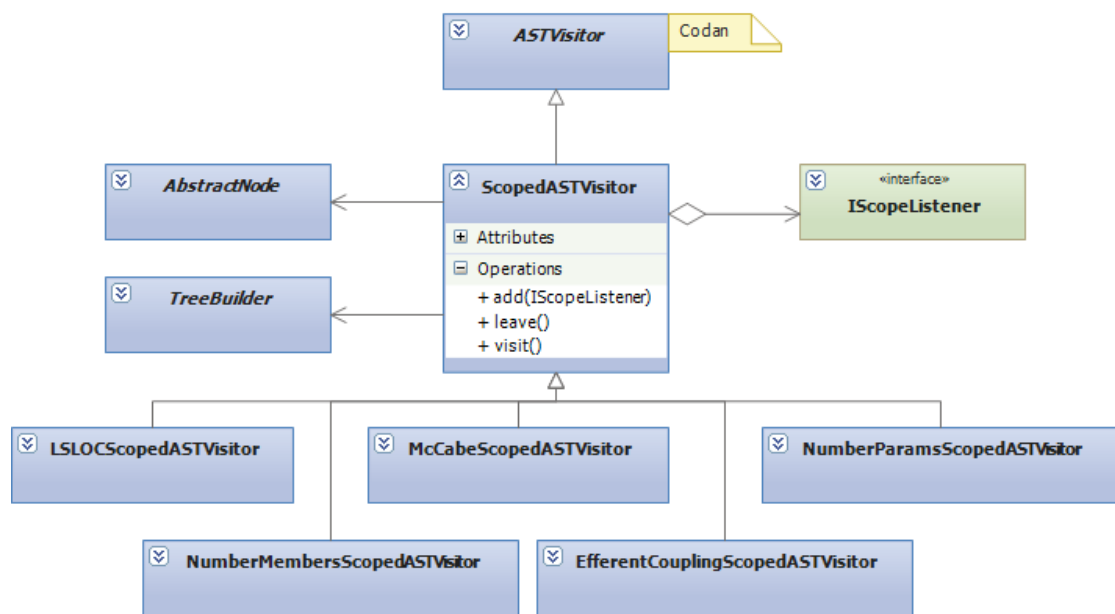 ASTVisitor
Codan
AbstractNode
ScopedASTVisitor
«interface»
IScopeListener
Attributes
Operations
+ add(IScopeListener)
+ leave()
+ visit()
TreeBuilder
LSLOCScopedASTVisitor
McCabeScopedASTVisitor
NumberParamsScopedASTVisitor
NumberMembersScopedASTVisitor
EfferentCouplingScopedASTVisitor